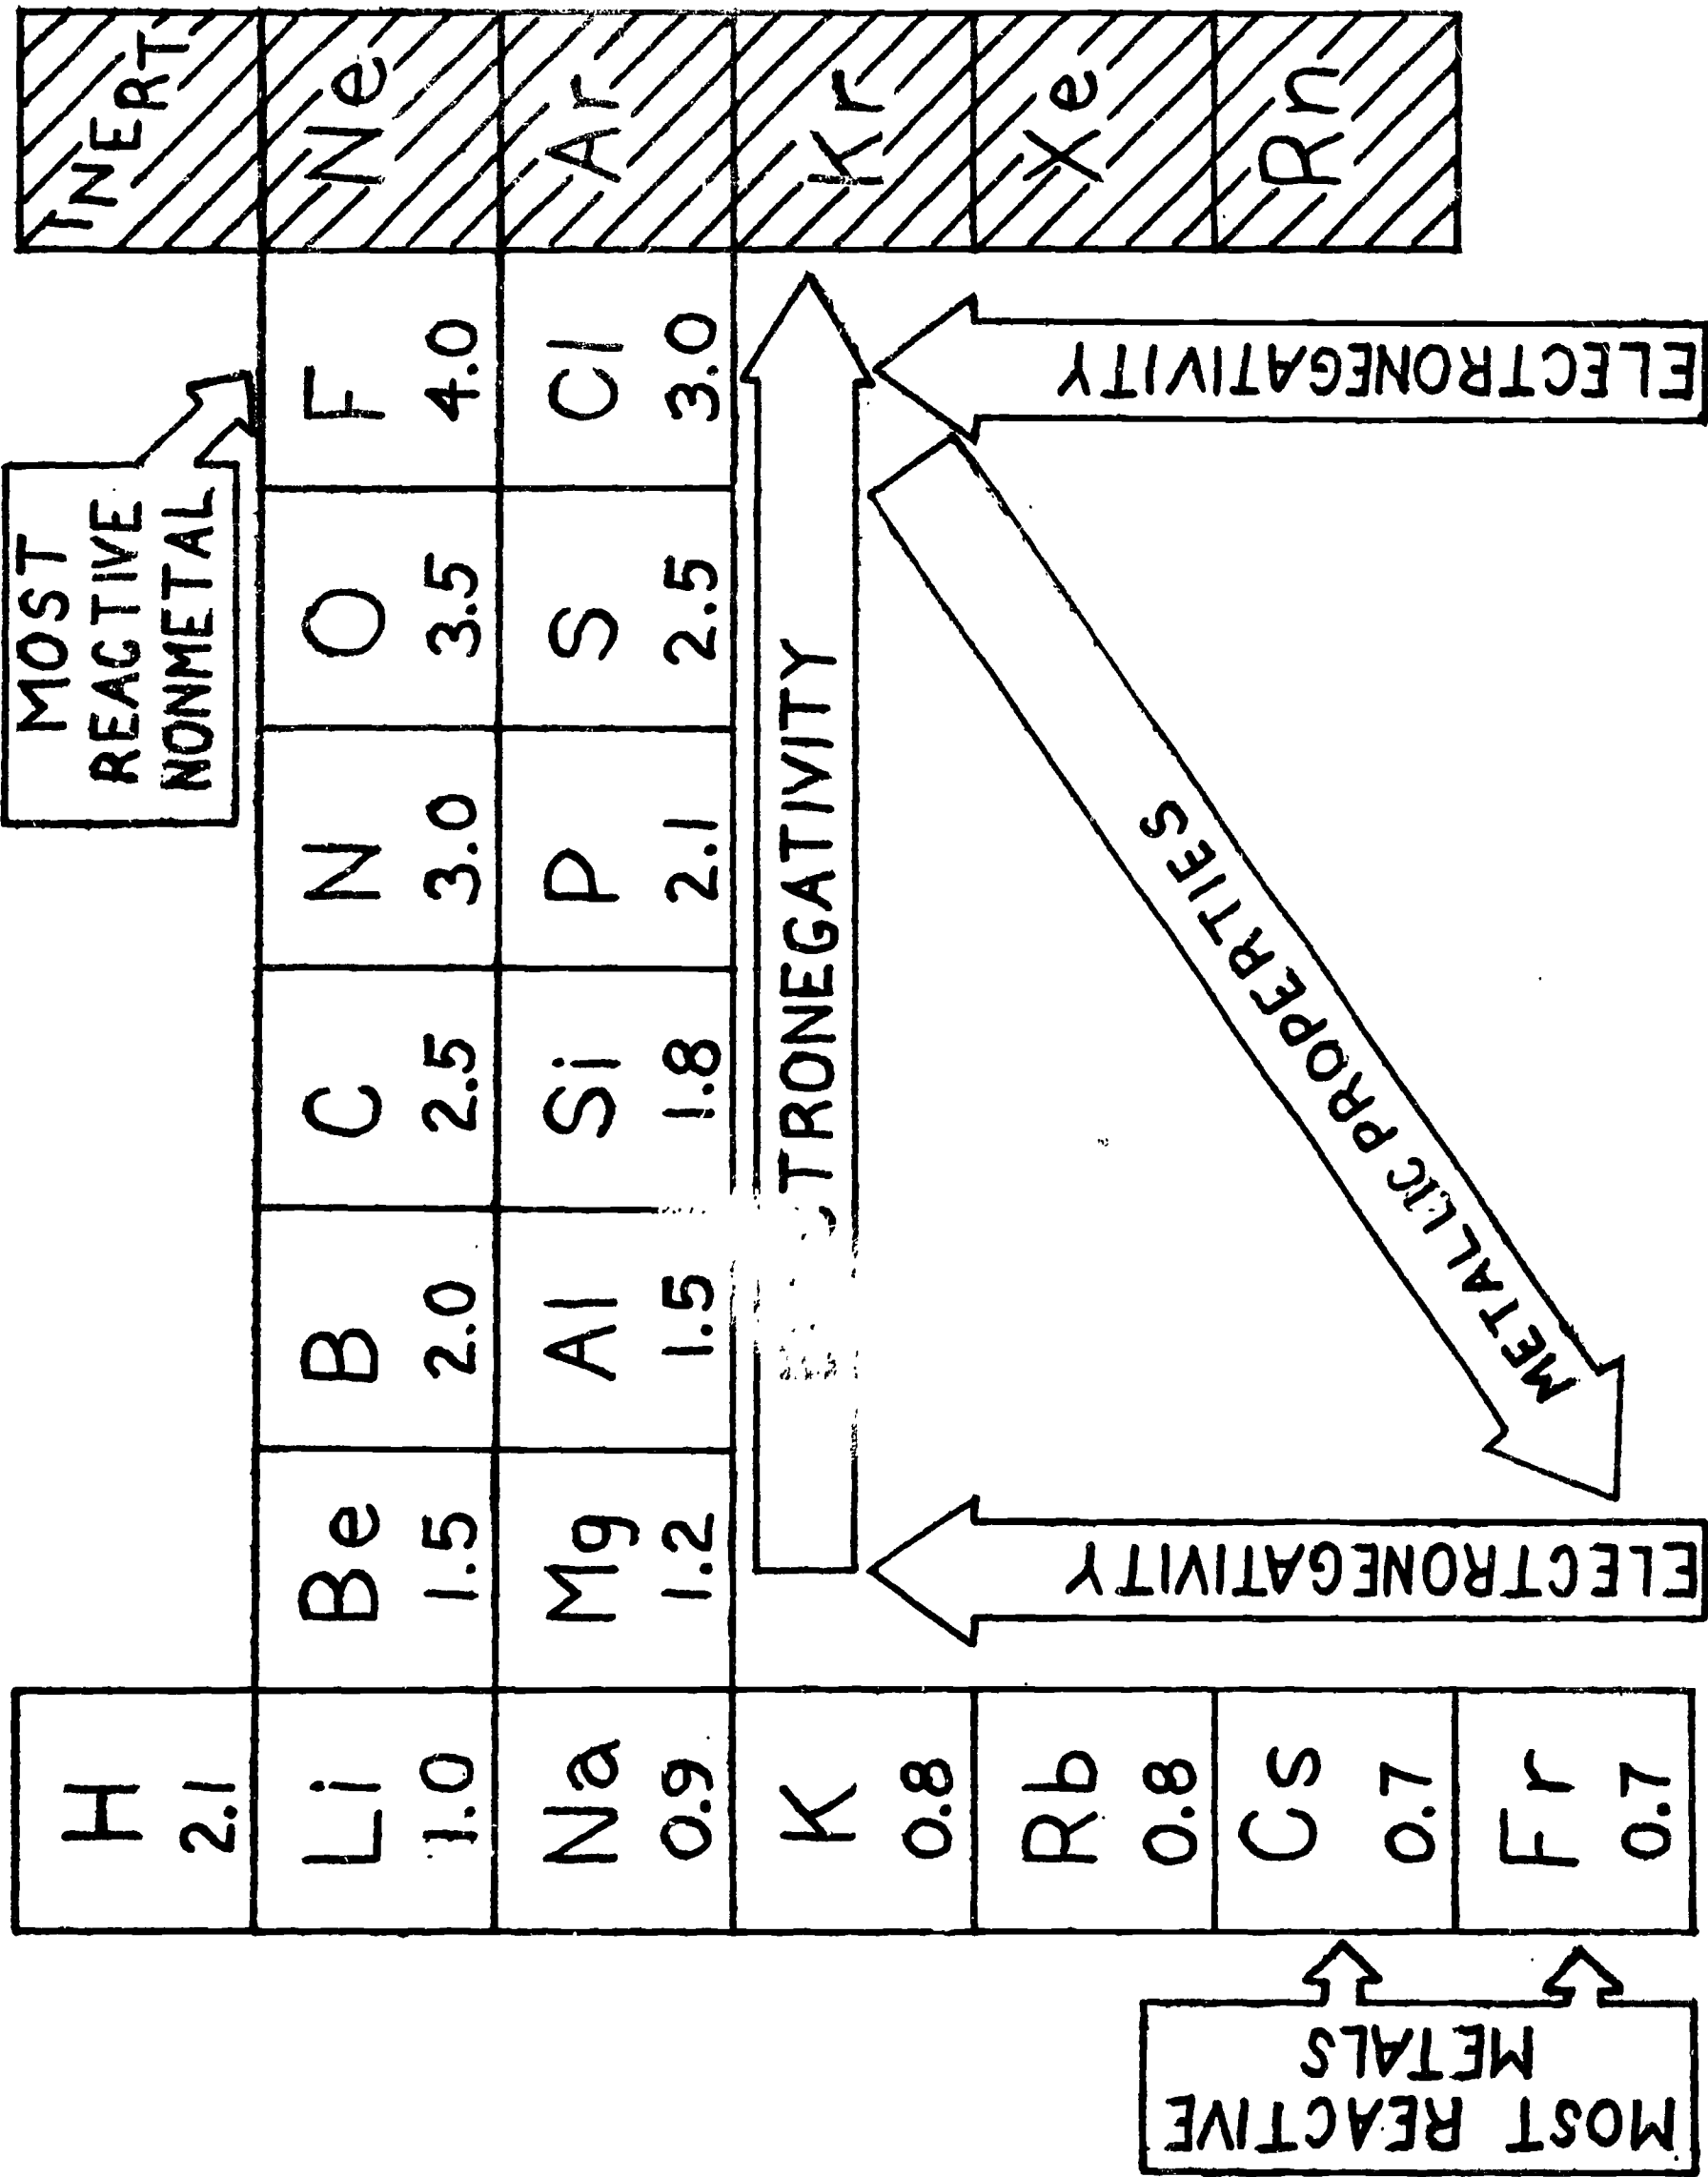 MOST
REACTIVE
NONMETAL
INERT
H
2.1
Li
1.0
Be
1.5
B
2.0
C
2.5
N
3.0
O
3.5
F
4.0
Ne
Na
0.9
Mg
1.2
Al
1.5
Si
1.8
P
2.1
S
2.5
Cl
3.0
Ar
K
0.8
TRONEGATIVITY
Kr
Rb
0.8
Xe
Cs
0.7
Rn
Fr
0.7
ELECTRONEGATIVITY
METALLIC PROPERTIES
ELECTRONEGATIVITY
MOST REACTIVE
METALS